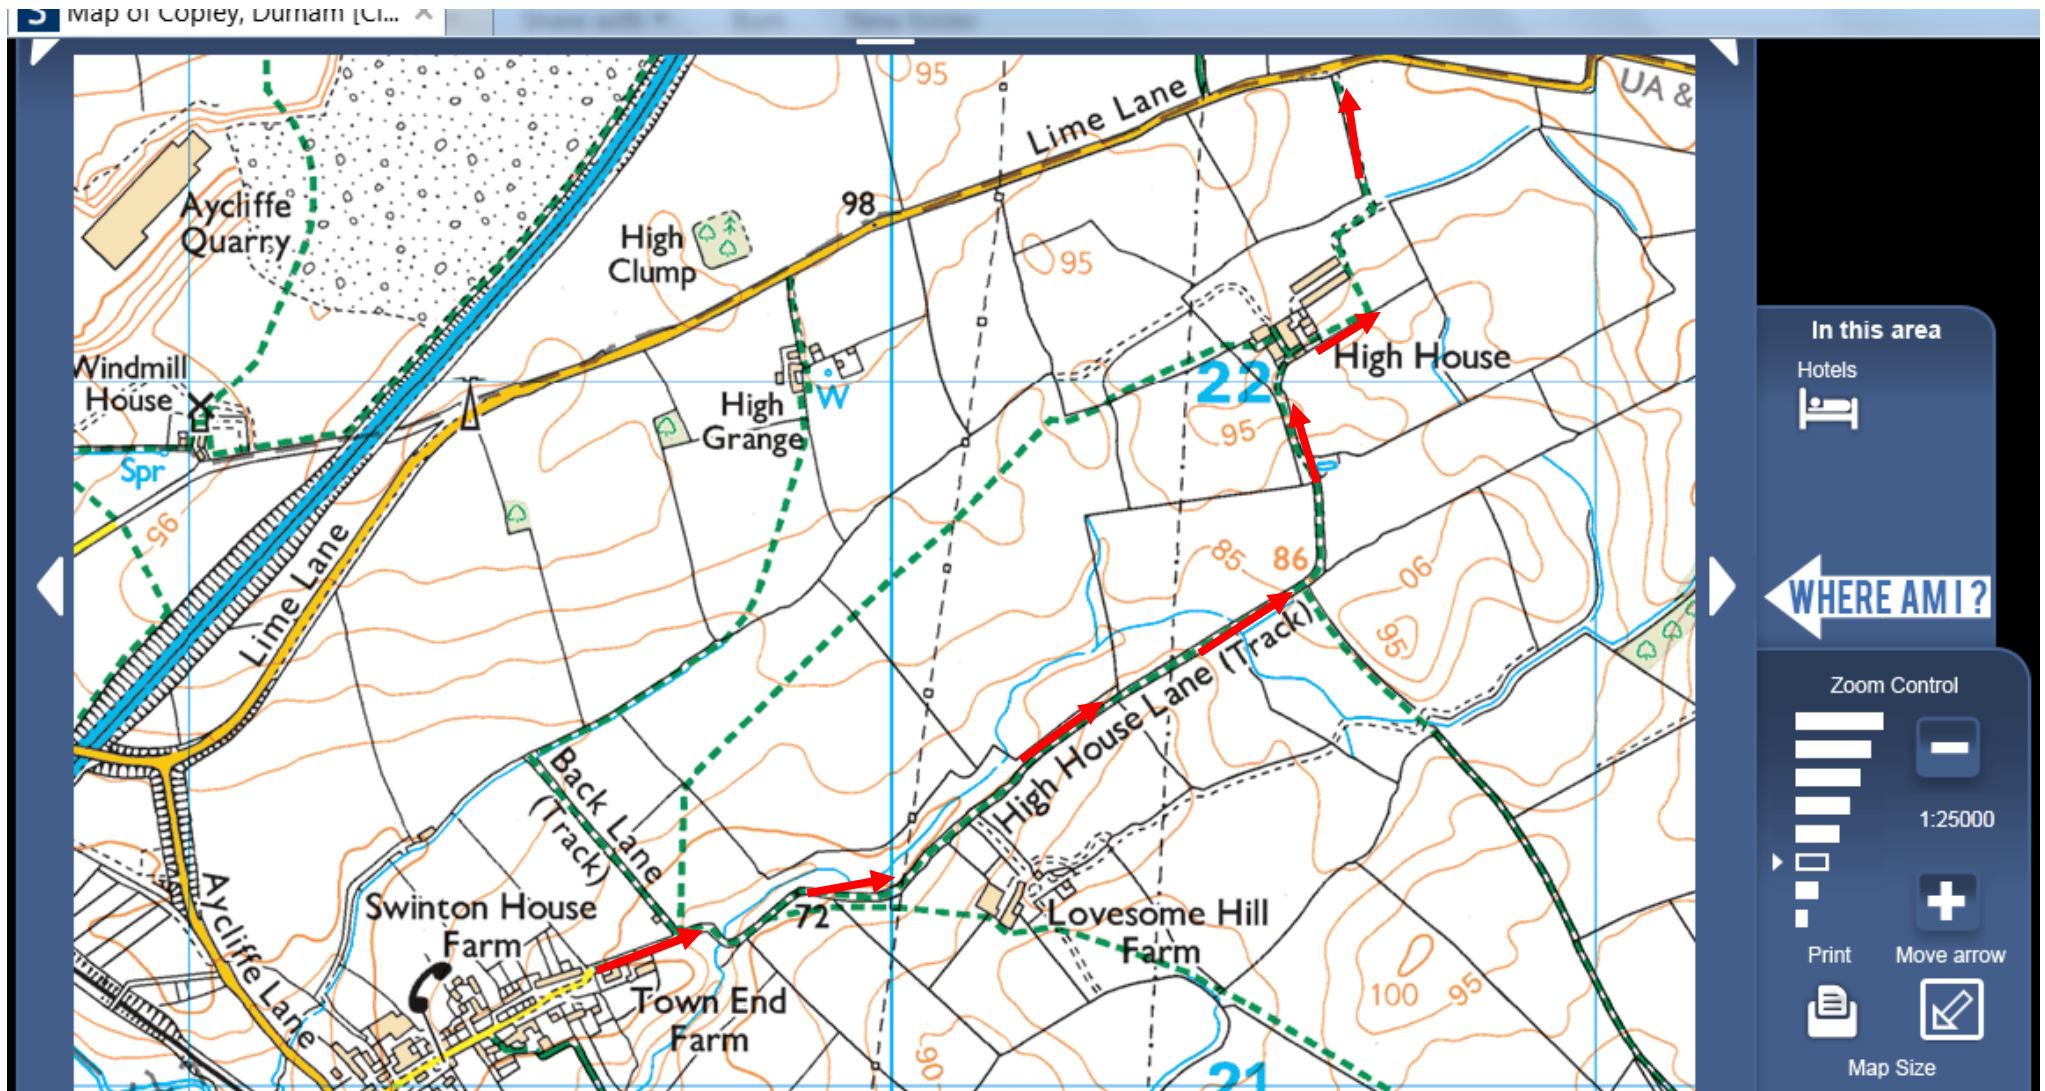 Map of Copley, Durham [Cl...
95
UA &
Lime Lane
Aycliffe
Quarry
98
High
Clump
95
Windmill
House
High House
22
High
Grange
W
95
Spr
95
85
86
90
95
Lime Lane
High House Lane (Track)
Back Lane
(Track)
Aycliffe Lane
Swinton House
Farm
72
Lovesome Hill
Farm
Town End
Farm
100
95
90
21
In this area
Hotels
WHERE AM I ?
Zoom Control
1:25000
Print
Move arrow
Map Size